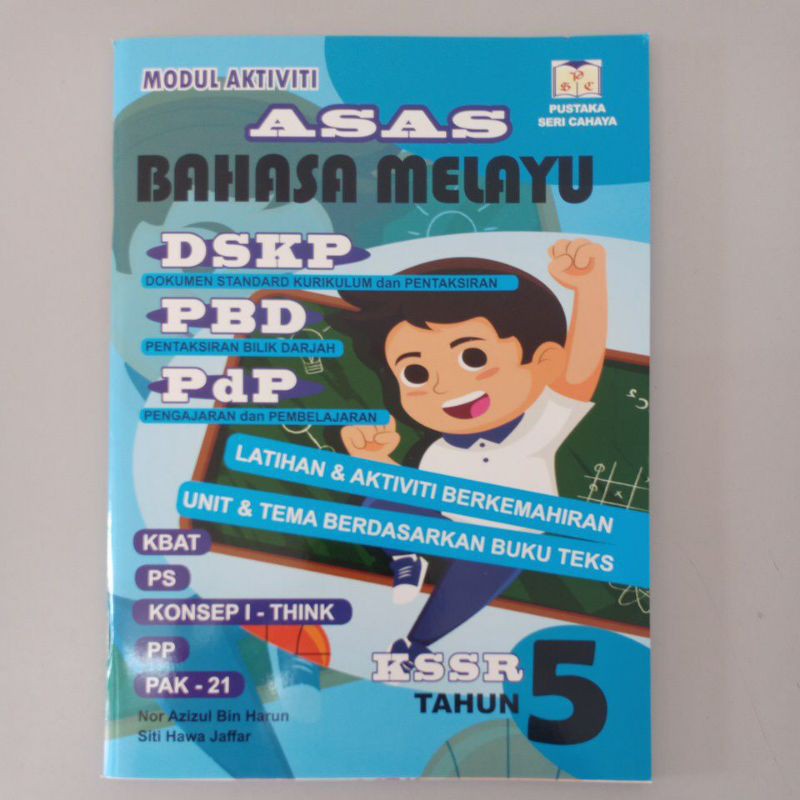 MODUL AKTIVITI
ASAS
BAHASA MELAYU
PSC
PUSTAKA
SERI CAHAYA
DSKP
DOKUMEN STANDARD KURIKULUM dan PENTAKSIRAN
PBD
PENTAKSIRAN BILIK DARJAH
PdP
PENGAJARAN dan PEMBELAJARAN
LATIHAN & AKTIVITI BERKEMAHIRAN
UNIT & TEMA BERDASARKAN BUKU TEKS
KBAT
PS
KONSEP I - THINK
PP
PAK - 21
KSSR
TAHUN 5
Nor Azizul Bin Harun
Siti Hawa Jaffar